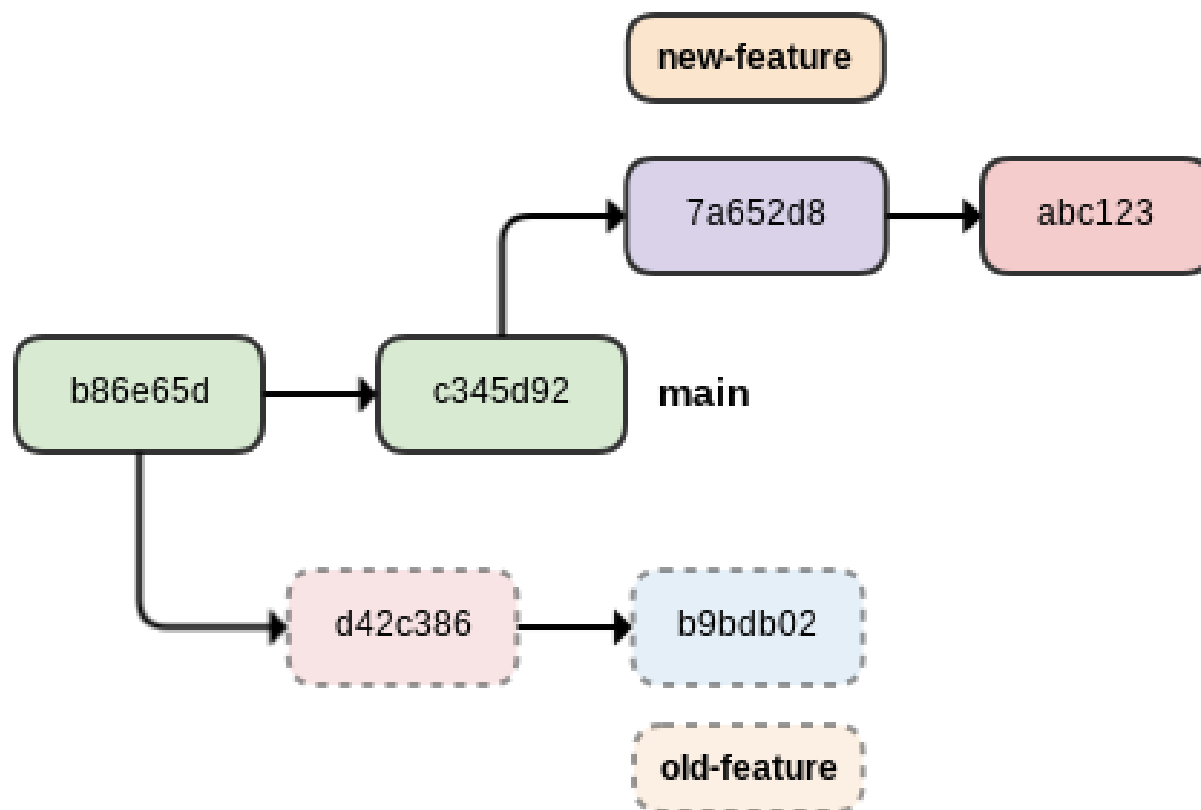 new-feature
7a652d8
abc123
b86e65d
c345d92
main
d42c386
b9bdb02
old-feature